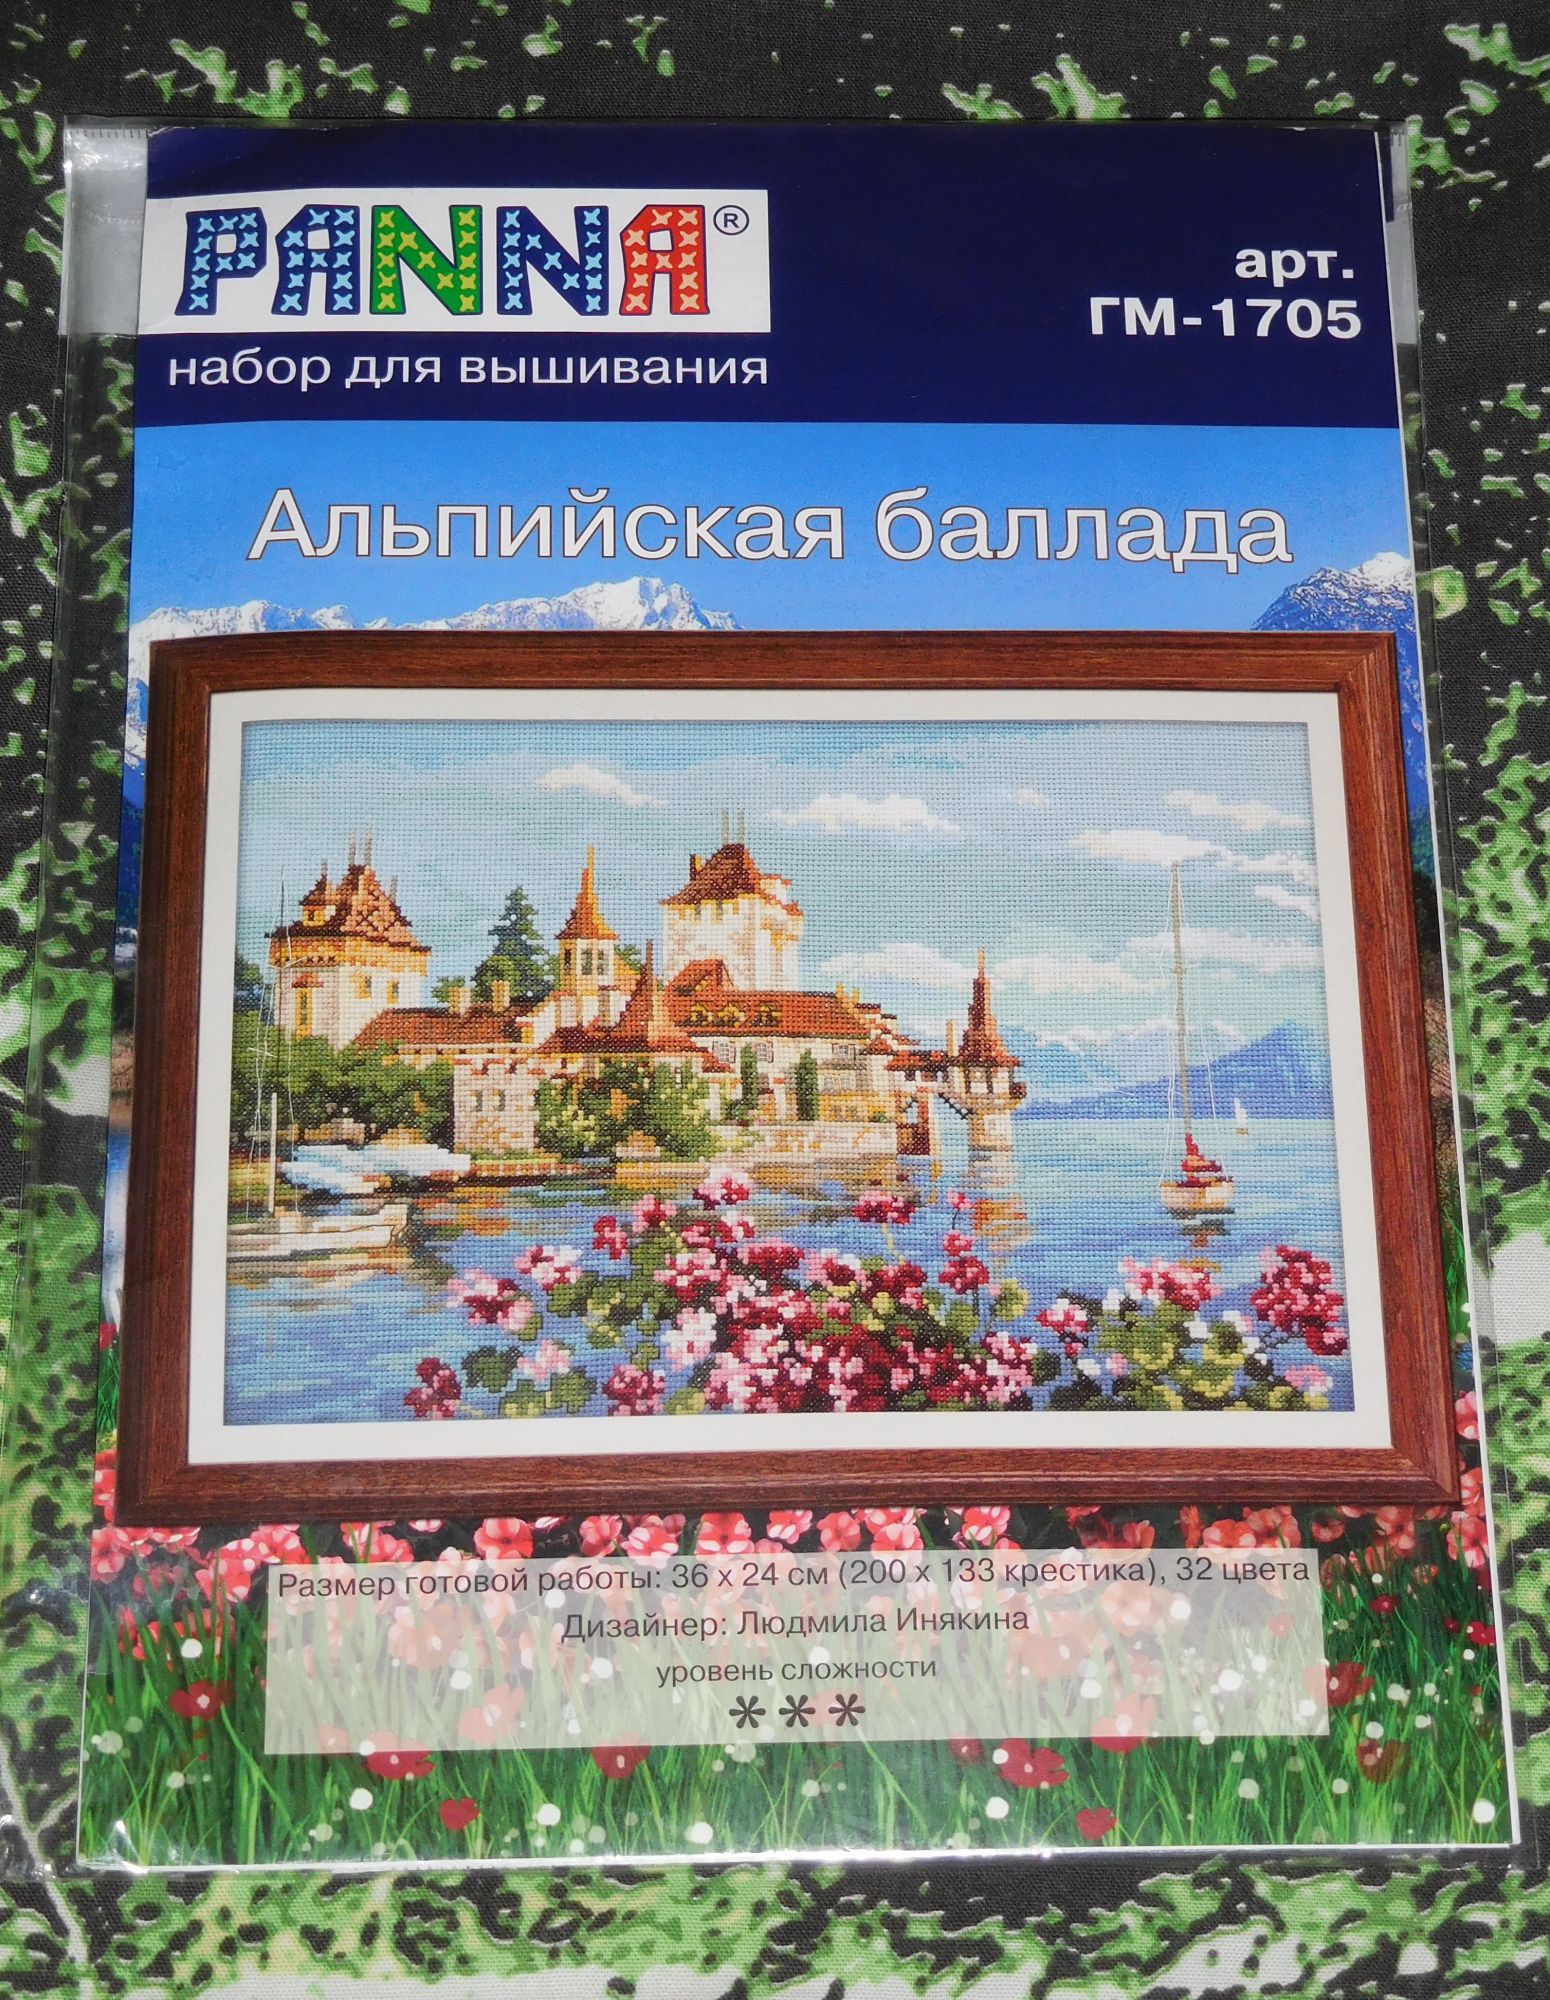 PANNA®
набор для вышивания
арт.
ГМ-1705
Альпийская баллада
Размер готовой работы: 36 х 24 см (200 х 133 крестика), 32 цвета
Дизайнер: Людмила Инякина
уровень сложности
* * *